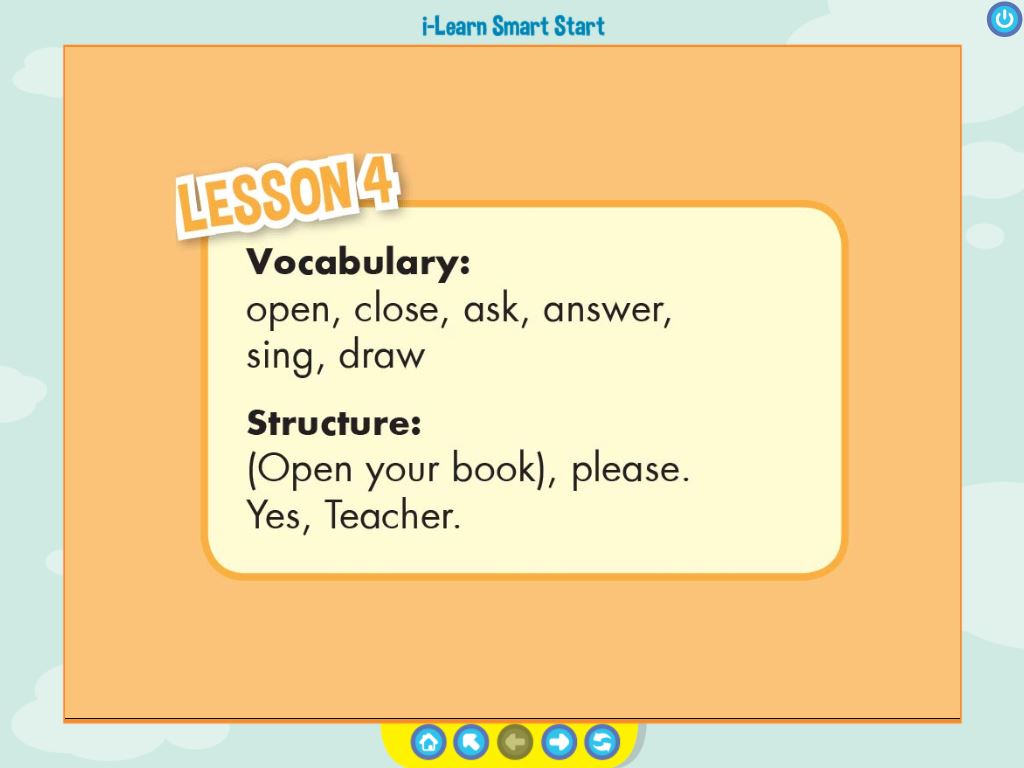 i-Learn Smart Start
LESSON 4
Vocabulary:
open, close, ask, answer,
sing, draw
Structure:
(Open your book), please.
Yes, Teacher.